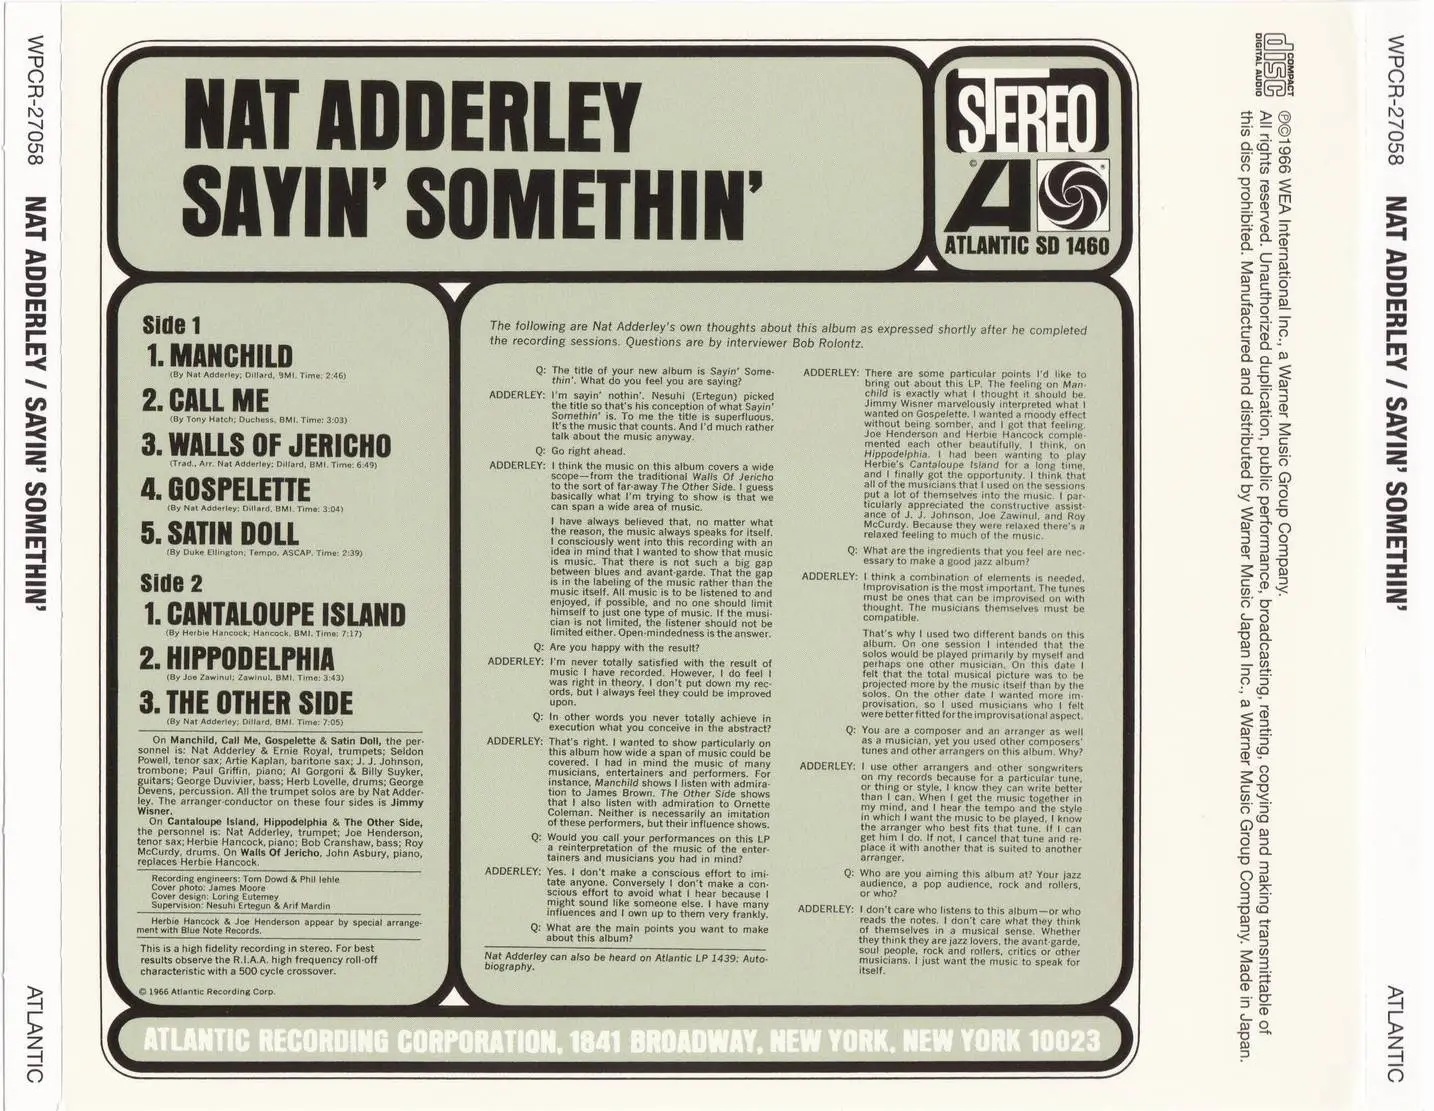 WPCR-27058 NAT ADDERLEY / SAYIN' SOMETHIN' ATLANTIC
NAT ADDERLEY
SAYIN' SOMETHIN'
STEREO
©
®
ATLANTIC SD 1460
Side 1
1. MANCHILD
(By Nat Adderley; Dillard, BMI. Time: 2:46)
2. CALL ME
(By Tony Hatch; Duchess, BMI. Time: 3:03)
3. WALLS OF JERICHO
(Trad., Arr. Nat Adderley; Dillard, BMI. Time: 6:49)
4. GOSPELETTE
(By Nat Adderley; Dillard, BMI. Time: 3:04)
5. SATIN DOLL
(By Duke Ellington; Tempo, ASCAP. Time: 2:39)
Side 2
1. CANTALOUPE ISLAND
(By Herbie Hancock; Hancock, BMI. Time: 7:17)
2. HIPPODELPHIA
(By Joe Zawinul; Zawinul, BMI. Time: 3:43)
3. THE OTHER SIDE
(By Nat Adderley; Dillard, BMI. Time: 7:05)
On Manchild, Call Me, Gospelette & Satin Doll, the per-
sonnel is: Nat Adderley & Ernie Royal, trumpets; Seldon
Powell, tenor sax; Artie Kaplan, baritone sax; J. J. Johnson,
trombone; Paul Griffin, piano; Al Gorgoni & Billy Suyker,
guitars; George Duvivier, bass; Herb Lovelle, drums; George
Devens, percussion. All the trumpet solos are by Nat Adder-
ley. The arranger-conductor on these four sides is Jimmy
Wisner.
On Cantaloupe Island, Hippodelphia & The Other Side,
the personnel is: Nat Adderley, trumpet; Joe Henderson,
tenor sax; Herbie Hancock, piano; Bob Cranshaw, bass; Roy
McCurdy, drums. On Walls Of Jericho, John Asbury, piano,
replaces Herbie Hancock.
Recording engineers: Tom Dowd & Phil Iehle
Cover photo: James Moore
Cover design: Loring Eutemey
Supervision: Nesuhi Ertegun & Arif Mardin
Herbie Hancock & Joe Henderson appear by special arrange-
ment with Blue Note Records.
This is a high fidelity recording in stereo. For best
results observe the R.I.A.A. high frequency roll-off
characteristic with a 500 cycle crossover.
© 1966 Atlantic Recording Corp.
The following are Nat Adderley's own thoughts about this album as expressed shortly after he completed
the recording sessions. Questions are by interviewer Bob Rolontz.
Q: The title of your new album is Sayin' Some-
thin'. What do you feel you are saying?
ADDERLEY: I'm sayin' nothin'. Nesuhi (Ertegun) picked
the title so that's his conception of what Sayin'
Somethin' is. To me the title is superfluous.
It's the music that counts. And I'd much rather
talk about the music anyway.
Q: Go right ahead.
ADDERLEY: I think the music on this album covers a wide
scope—from the traditional Walls Of Jericho
to the sort of far-away The Other Side. I guess
basically what I'm trying to show is that we
can span a wide area of music.
I have always believed that, no matter what
the reason, the music always speaks for itself.
I consciously went into this recording with an
idea in mind that I wanted to show that music
is music. That there is not such a big gap
between blues and avant-garde. That the gap
is in the labeling of the music rather than the
music itself. All music is to be listened to and
enjoyed, if possible, and no one should limit
himself to just one type of music. If the musi-
cian is not limited, the listener should not be
limited either. Open-mindedness is the answer.
Q: Are you happy with the result?
ADDERLEY: I'm never totally satisfied with the result of
music I have recorded. However, I do feel I
was right in theory. I don't put down my rec-
ords, but I always feel they could be improved
upon.
Q: In other words you never totally achieve in
execution what you conceive in the abstract?
ADDERLEY: That's right. I wanted to show particularly on
this album how wide a span of music could be
covered. I had in mind the music of many
musicians, entertainers and performers. For
instance, Manchild shows I listen with admira-
tion to James Brown. The Other Side shows
that I also listen with admiration to Ornette
Coleman. Neither is necessarily an imitation
of these performers, but their influence shows.
Q: Would you call your performances on this LP
a reinterpretation of the music of the enter-
tainers and musicians you had in mind?
ADDERLEY: Yes. I don't make a conscious effort to imi-
tate anyone. Conversely I don't make a con-
scious effort to avoid what I hear because I
might sound like someone else. I have many
influences and I own up to them very frankly.
Q: What are the main points you want to make
about this album?
Nat Adderley can also be heard on Atlantic LP 1439: Auto-
biography.
ADDERLEY: There are some particular points I'd like to
bring out about this LP. The feeling on Man-
child is exactly what I thought it should be.
Jimmy Wisner marvelously interpreted what I
wanted on Gospelette. I wanted a moody effect
without being somber, and I got that feeling.
Joe Henderson and Herbie Hancock comple-
mented each other beautifully, I think, on
Hippodelphia. I had been wanting to play
Herbie's Cantaloupe Island for a long time,
and I finally got the opportunity. I think that
all of the musicians that I used on the sessions
put a lot of themselves into the music. I par-
ticularly appreciated the constructive assist-
ance of J. J. Johnson, Joe Zawinul, and Roy
McCurdy. Because they were relaxed there's a
relaxed feeling to much of the music.
Q: What are the ingredients that you feel are nec-
essary to make a good jazz album?
ADDERLEY: I think a combination of elements is needed.
Improvisation is the most important. The tunes
must be ones that can be improvised on with
thought. The musicians themselves must be
compatible.
That's why I used two different bands on this
album. On one session I intended that the
solos would be played primarily by myself and
perhaps one other musician. On this date I
felt that the total musical picture was to be
projected more by the music itself than by the
solos. On the other date I wanted more im-
provisation, so I used musicians who I felt
were better fitted for the improvisational aspect.
Q: You are a composer and an arranger as well
as a musician, yet you used other composers'
tunes and other arrangers on this album. Why?
ADDERLEY: I use other arrangers and other songwriters
on my records because for a particular tune,
or thing or style, I know they can write better
than I can. When I get the music together in
my mind, and I hear the tempo and the style
in which I want the music to be played, I know
the arranger who best fits that tune. If I can
get him I do. If not, I cancel that tune and re-
place it with another that is suited to another
arranger.
Q: Who are you aiming this album at? Your jazz
audience, a pop audience, rock and rollers,
or who?
ADDERLEY: I don't care who listens to this album—or who
reads the notes. I don't care what they think
of themselves in a musical sense. Whether
they think they are jazz lovers, the avant-garde,
soul people, rock and rollers, critics or other
musicians. I just want the music to speak for
itself.
ATLANTIC RECORDING CORPORATION, 1841 BROADWAY, NEW YORK, NEW YORK 10023
COMPACT
disc
DIGITAL AUDIO
℗©1966 WEA International Inc., a Warner Music Group Company.
All rights reserved. Unauthorized duplication, public performance, broadcasting, renting, copying and making transmittable of
this disc prohibited. Manufactured and distributed by Warner Music Japan Inc., a Warner Music Group Company. Made in Japan.
WPCR-27058 NAT ADDERLEY / SAYIN' SOMETHIN' ATLANTIC